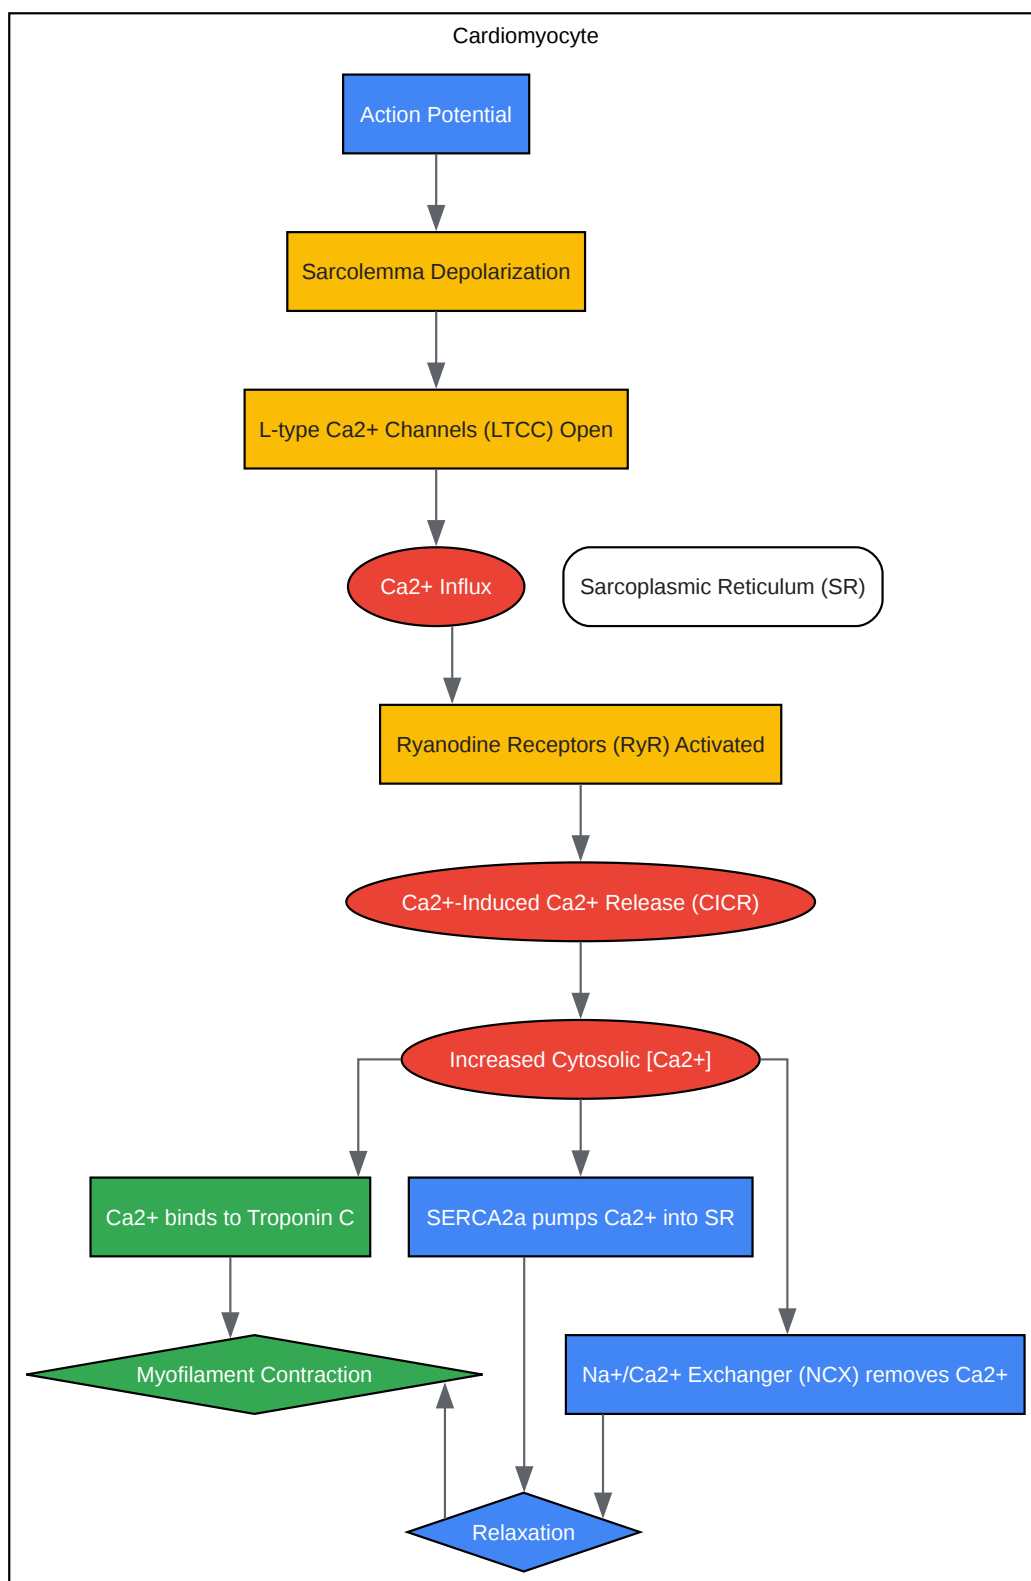 Cardiomyocyte
Action Potential
Sarcolemma Depolarization
L-type Ca2+ Channels (LTCC) Open
Ca2+ Influx
Sarcoplasmic Reticulum (SR)
Ryanodine Receptors (RyR) Activated
Ca2+-Induced Ca2+ Release (CICR)
Increased Cytosolic [Ca2+]
Ca2+ binds to Troponin C
SERCA2a pumps Ca2+ into SR
Myofilament Contraction
Na+/Ca2+ Exchanger (NCX) removes Ca2+
Relaxation